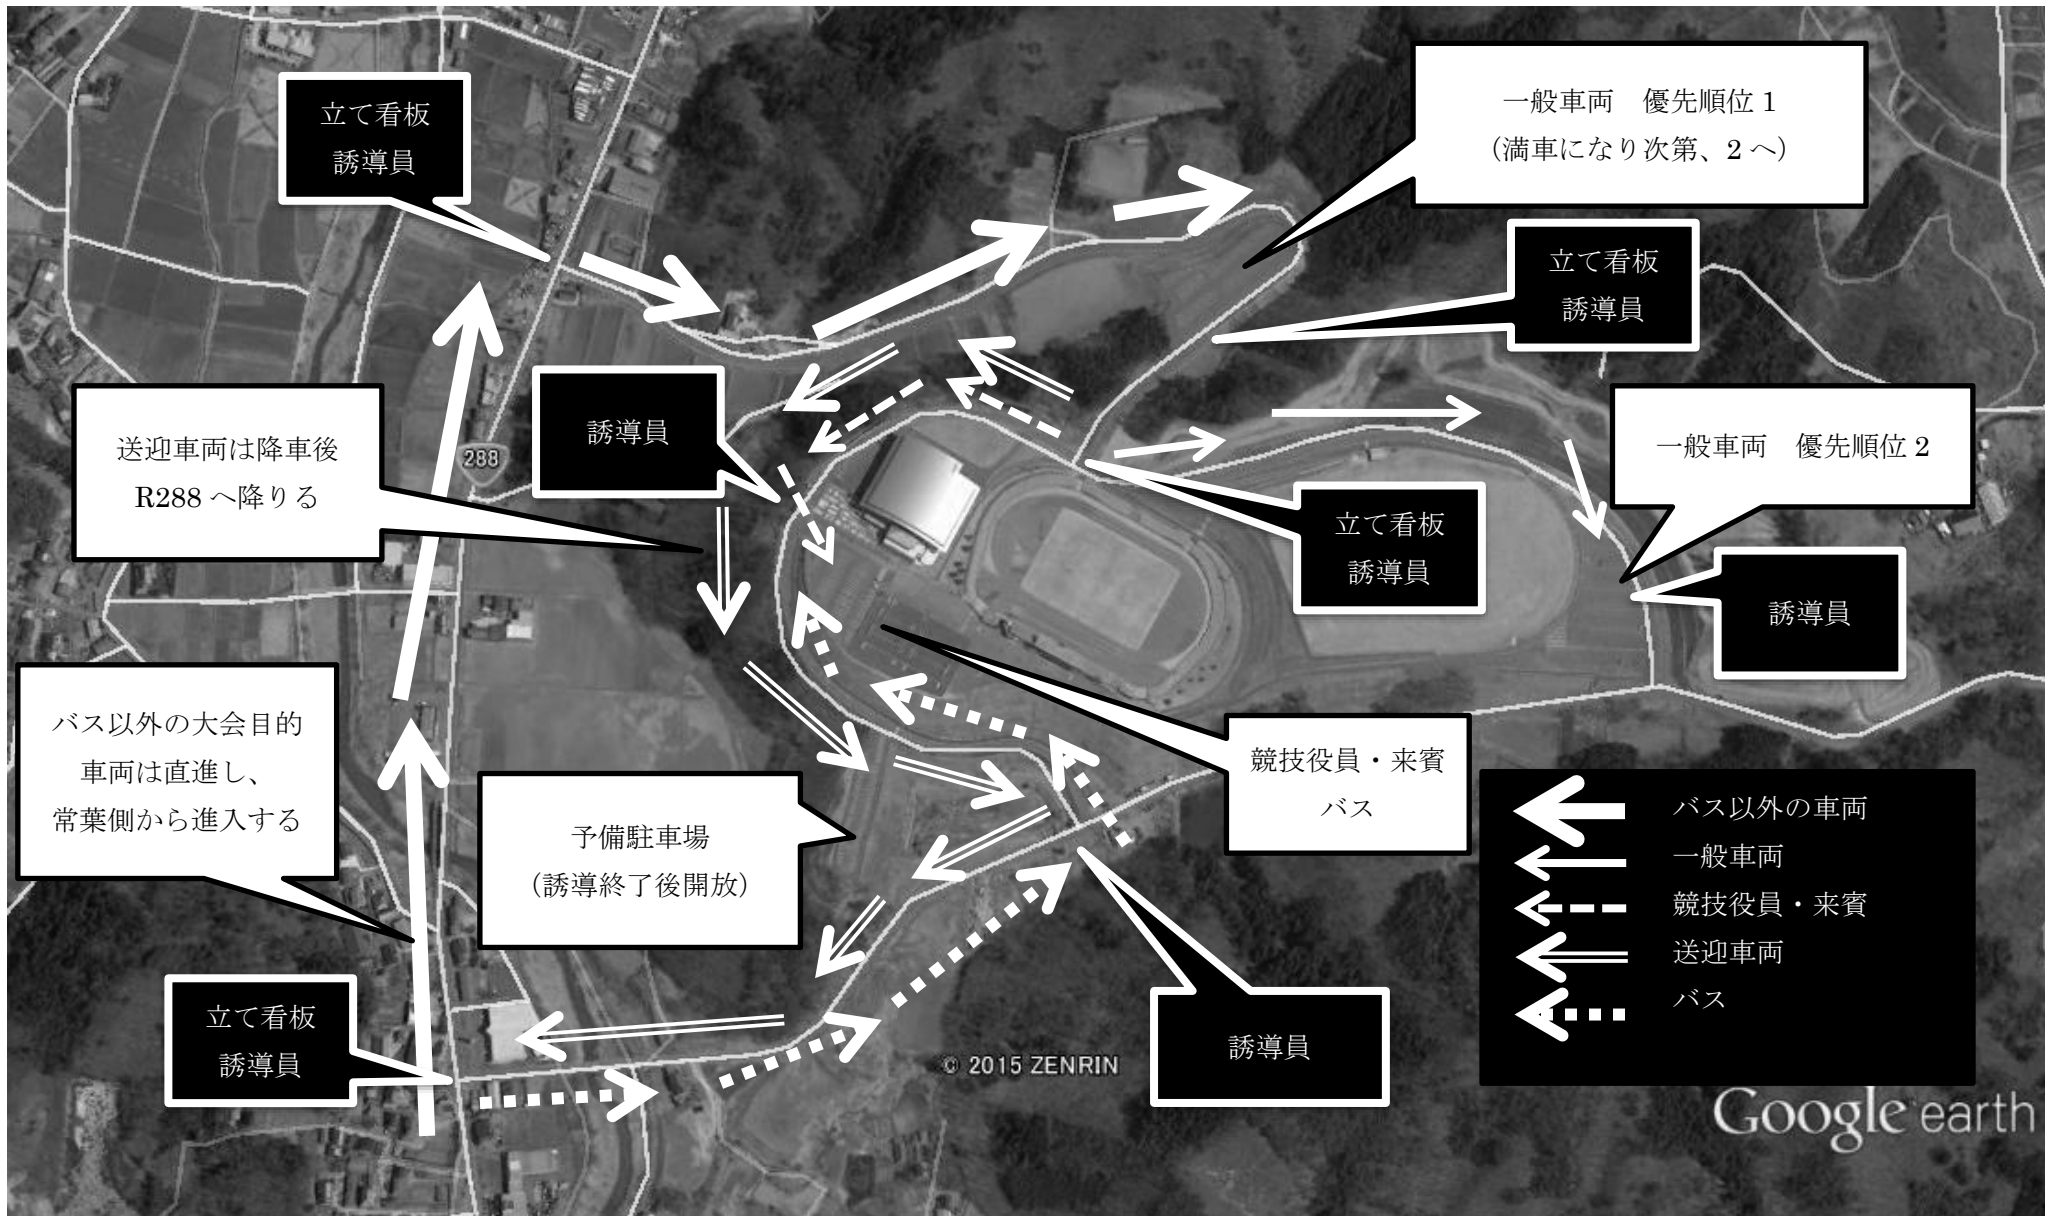 立て看板
誘導員
一般車両　優先順位 1
（満車になり次第、2 へ）
立て看板
誘導員
誘導員
送迎車両は降車後
R288 へ降りる
288
一般車両　優先順位 2
立て看板
誘導員
誘導員
バス以外の大会目的
車両は直進し、
常葉側から進入する
競技役員・来賓
バス
予備駐車場
（誘導終了後開放）
バス以外の車両
一般車両
競技役員・来賓
送迎車両
バス
立て看板
誘導員
誘導員
© 2015 ZENRIN
Google earth